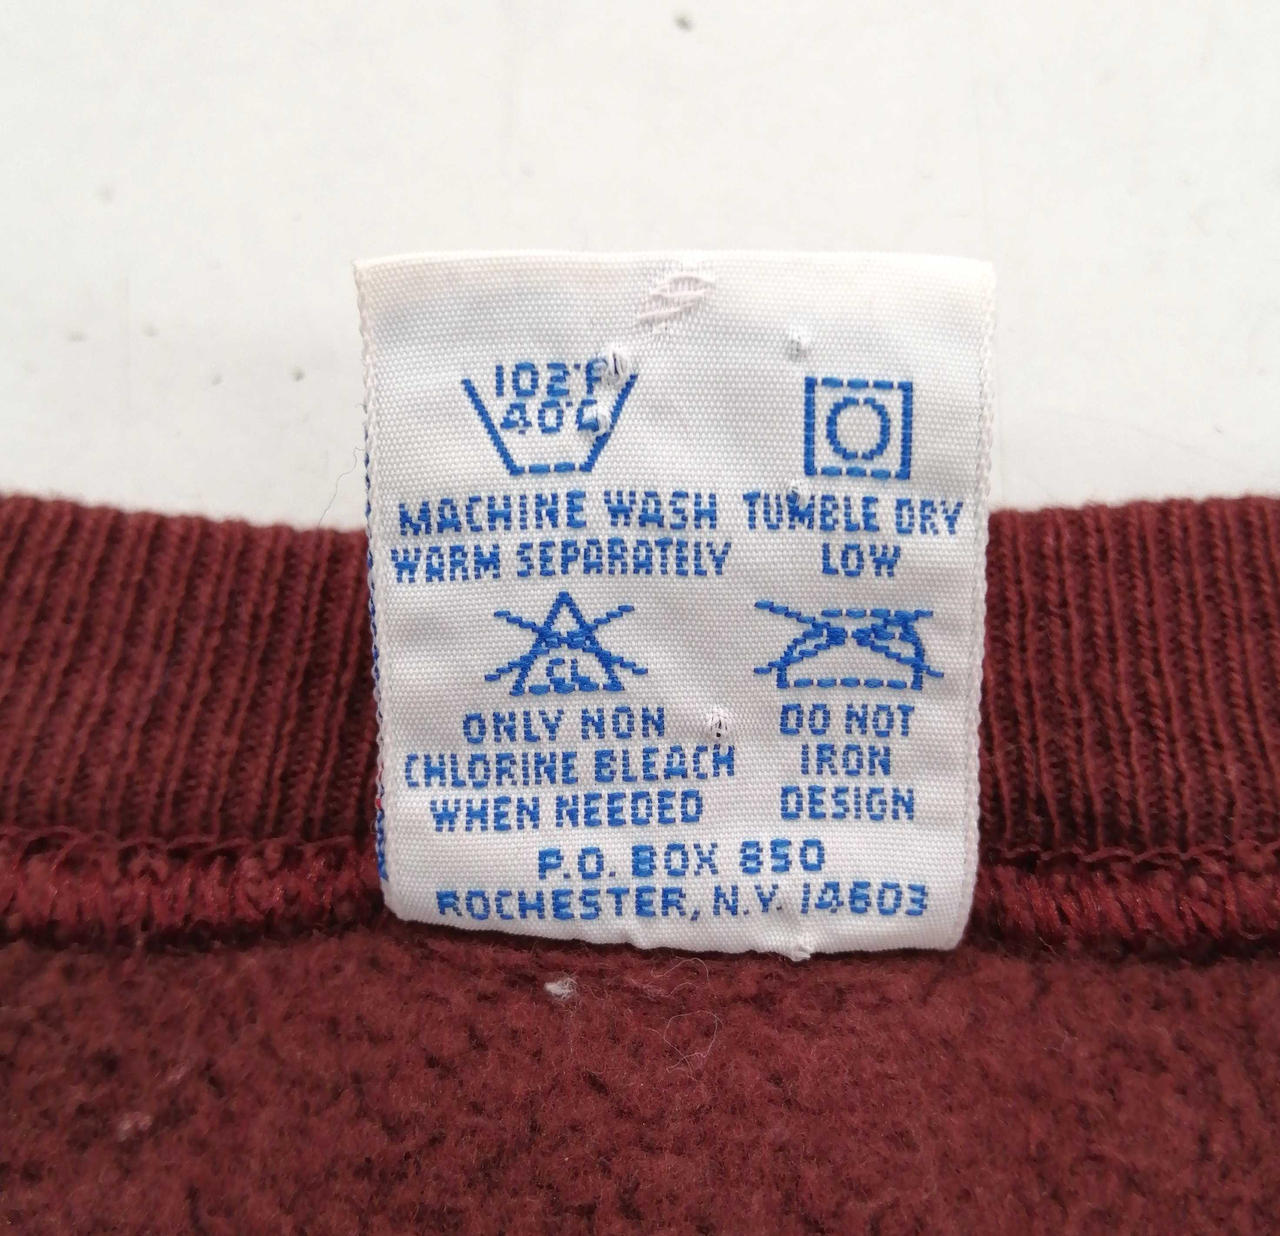 102°F
40°C
MACHINE WASH
WARM SEPARATELY
TUMBLE DRY
LOW
CL
ONLY NON
CHLORINE BLEACH
WHEN NEEDED
DO NOT
IRON
DESIGN
P.O. BOX 850
ROCHESTER, N.Y. 14603